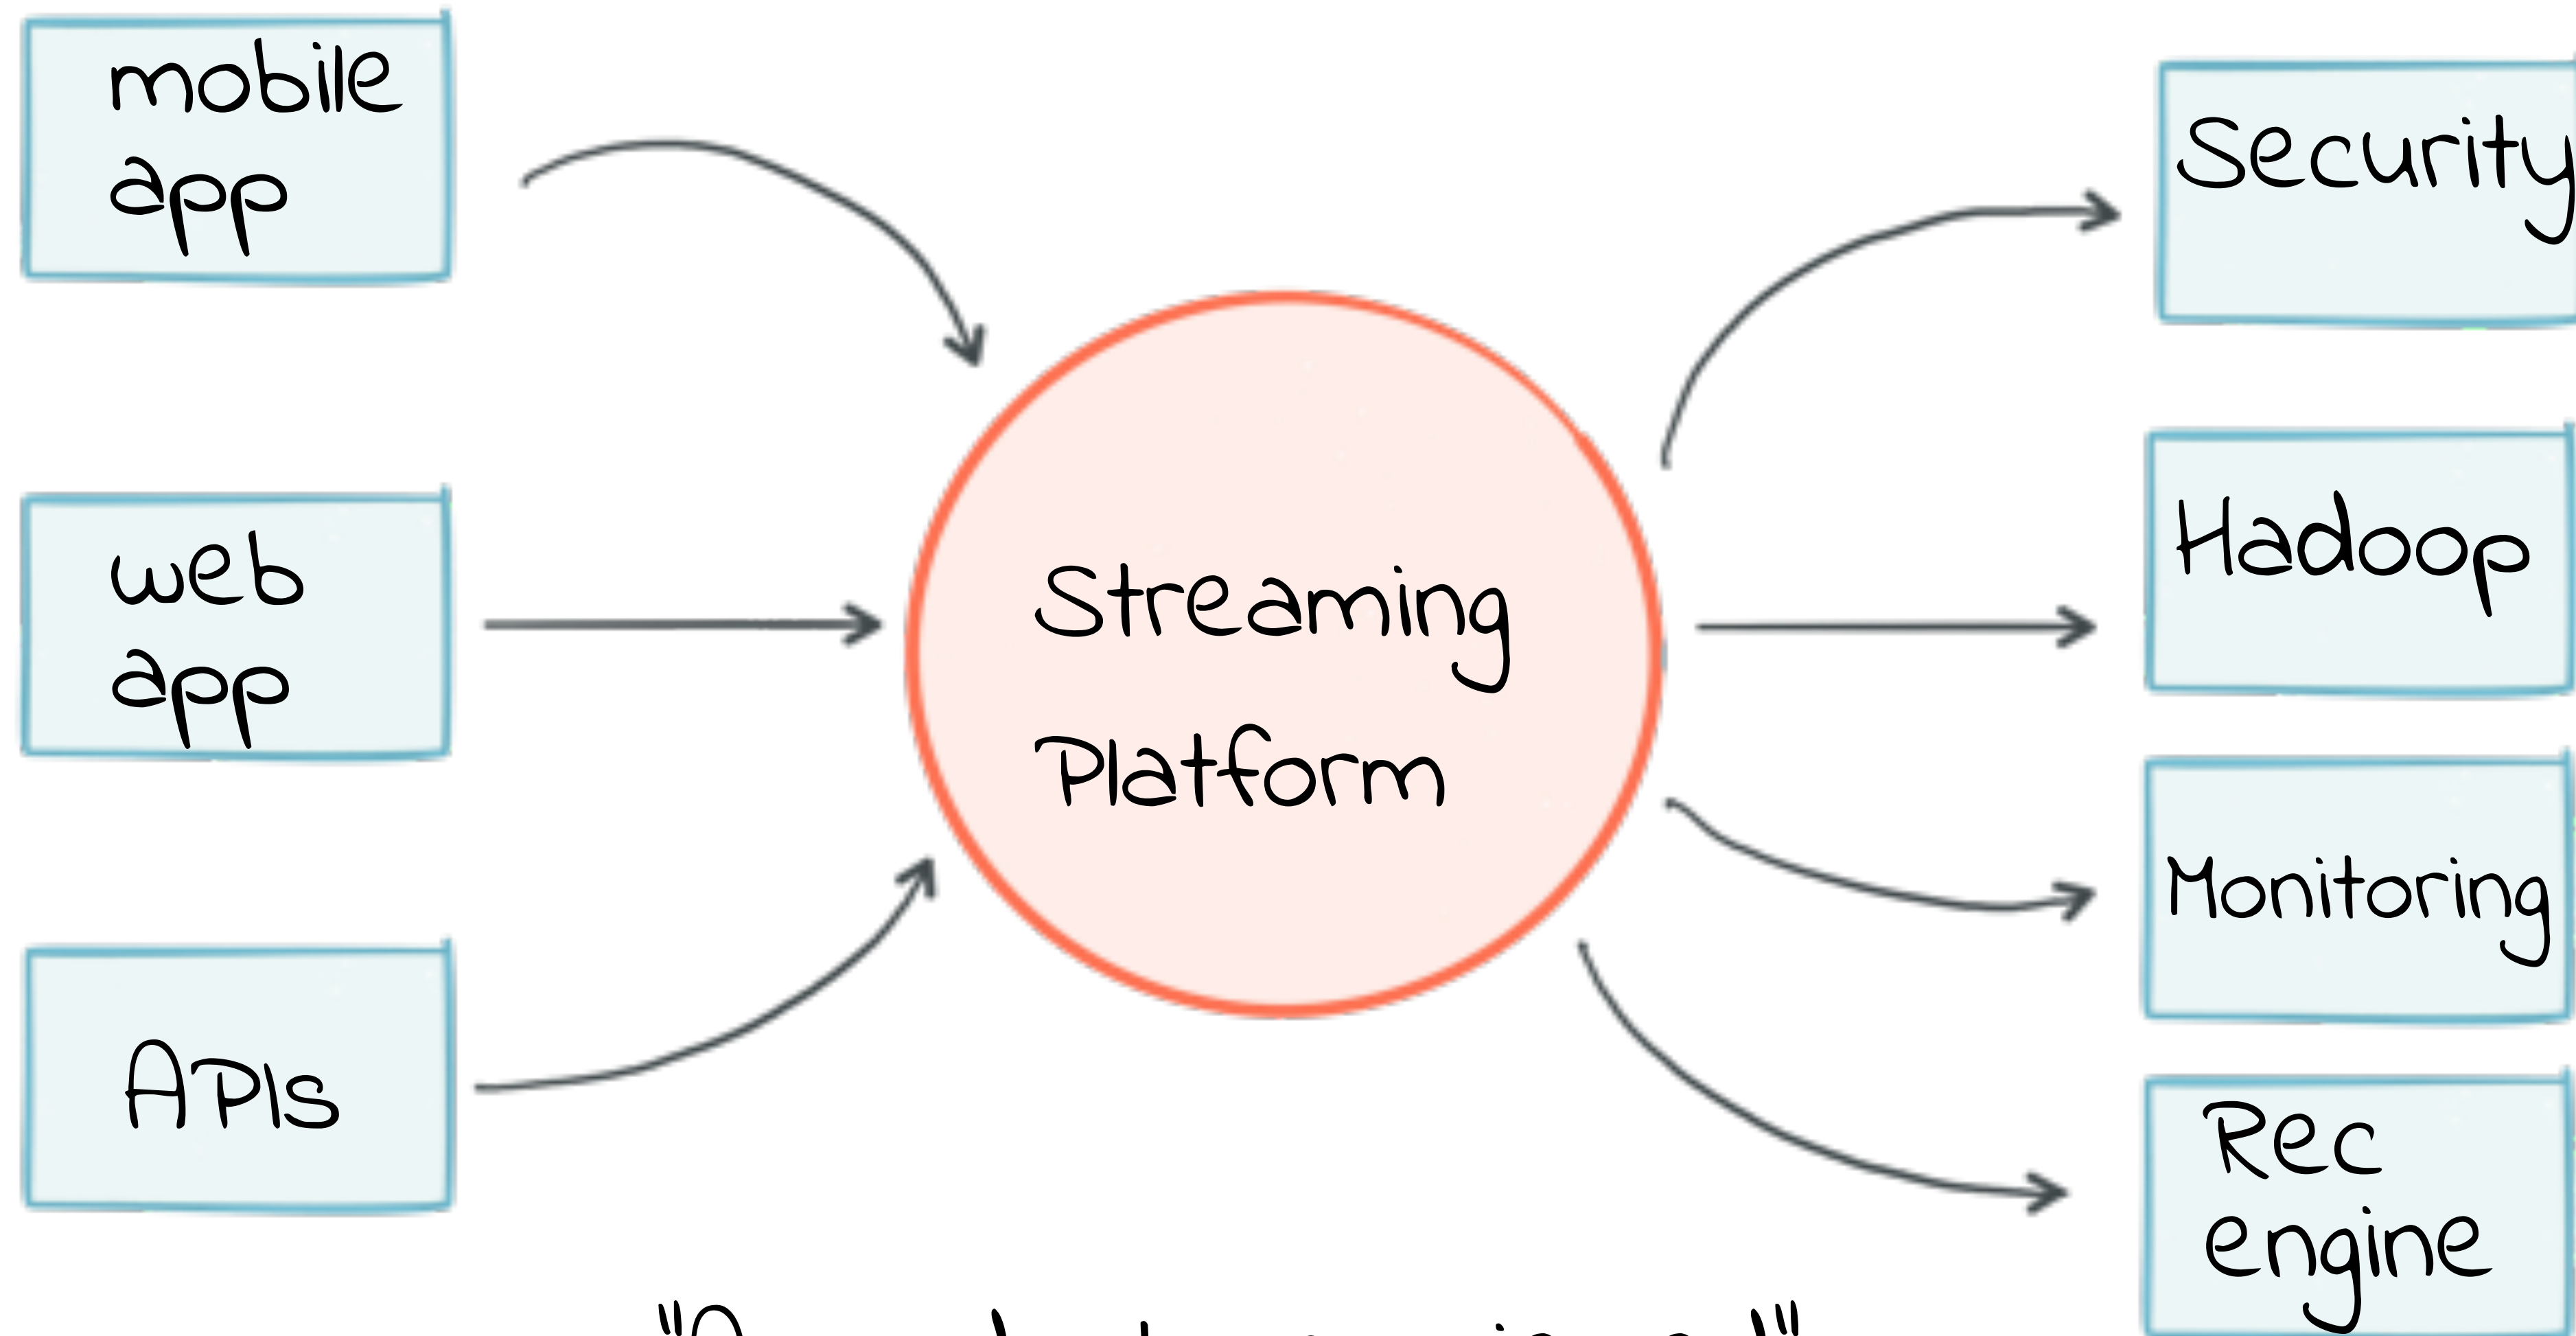 mobile
app
Security
web
app
Streaming
Platform
Hadoop
Monitoring
APIs
Rec
engine